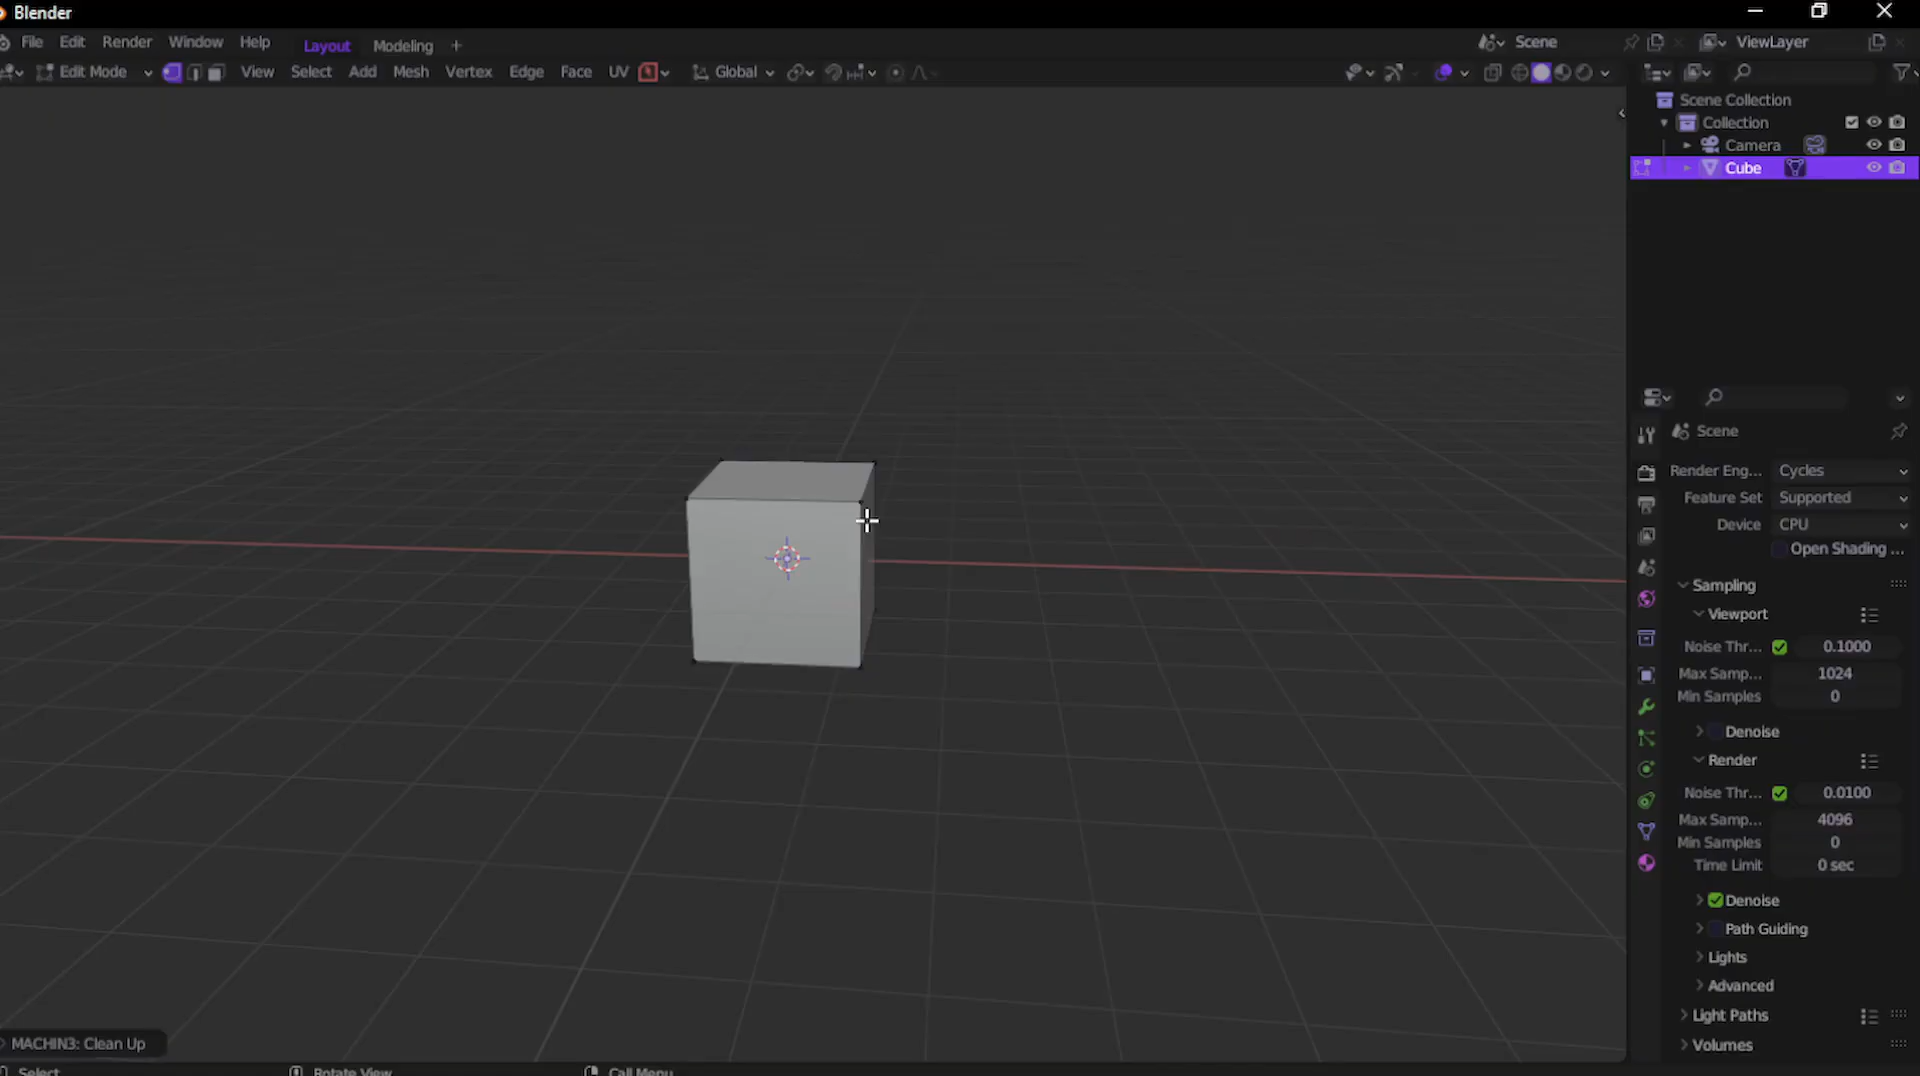 Blender
File Edit Render Window Help Layout Modeling + Scene ViewLayer
Edit Mode View Select Add Mesh Vertex Edge Face UV Global
Scene Collection
Collection
Camera
Cube
Scene
Render Eng... Cycles
Feature Set Supported
Device CPU
Open Shading ...
Sampling
Viewport
Noise Thr... 0.1000
Max Samp... 1024
Min Samples 0
Denoise
Render
Noise Thr... 0.0100
Max Samp... 4096
Min Samples 0
Time Limit 0 sec
Denoise
Path Guiding
Lights
Advanced
Light Paths
Volumes
MACHIN3: Clean Up
Select Rotate View Call Menu